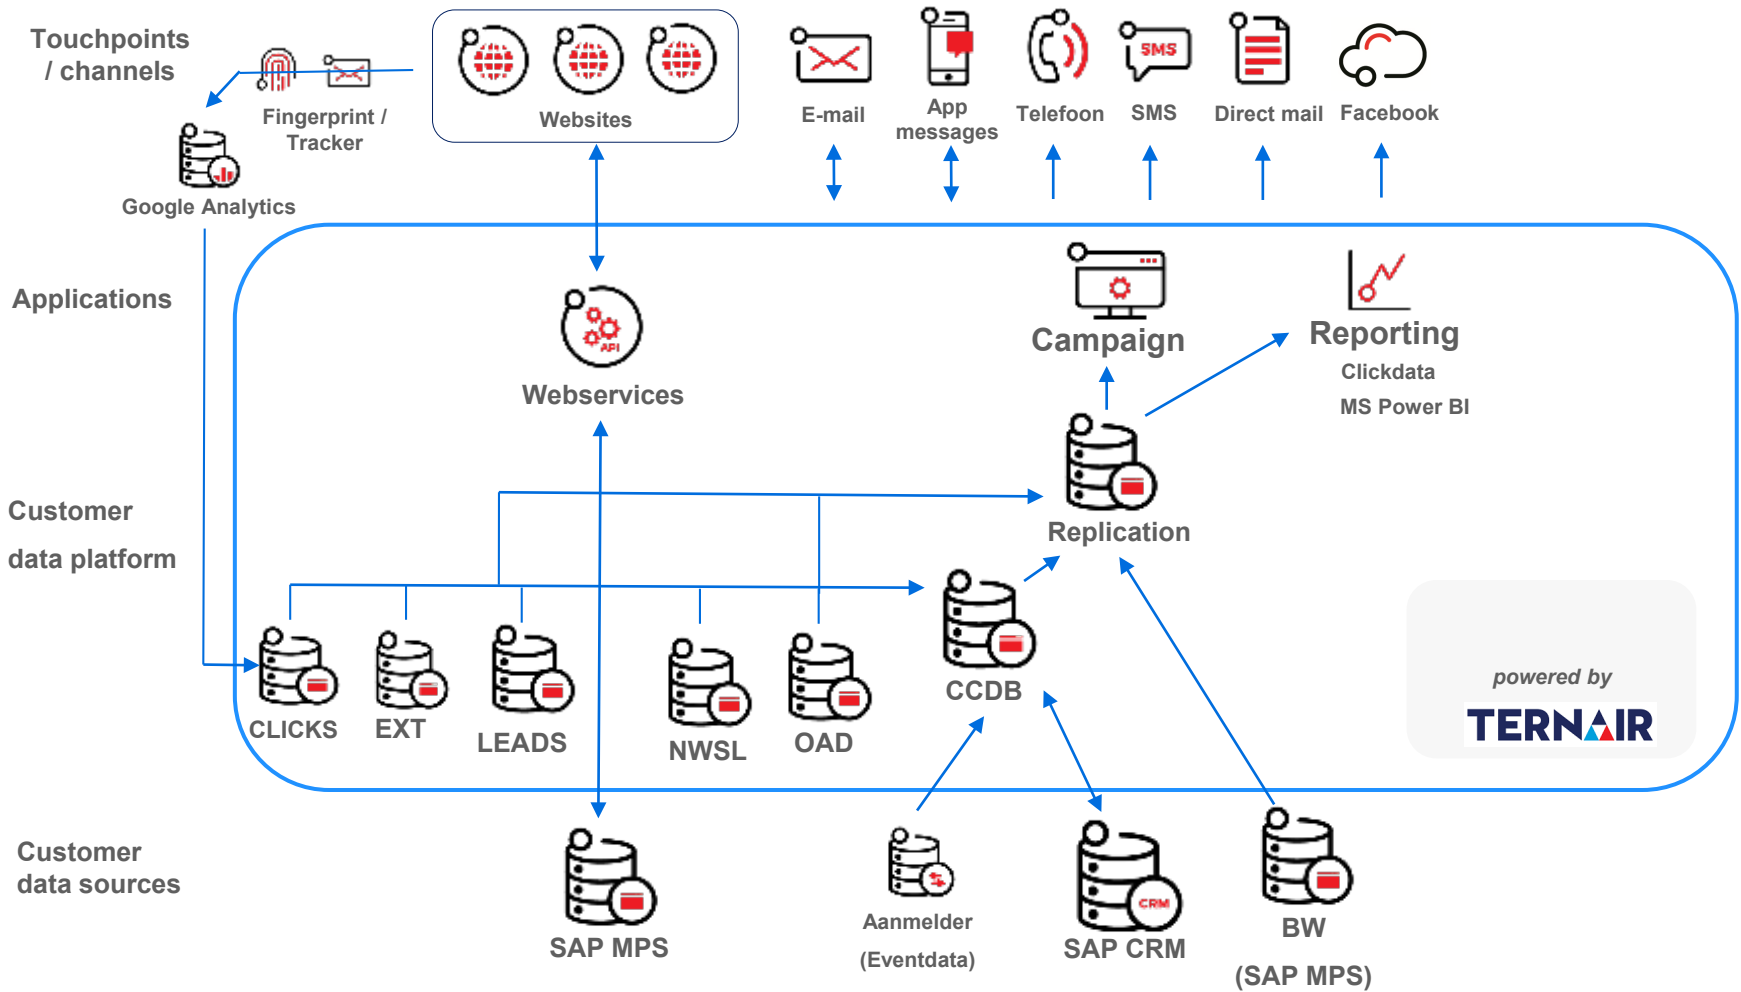 Touchpoints
/ channels
Fingerprint /
Tracker
Websites
E-mail
App
messages
Telefoon
SMS
SMS
Direct mail
Facebook
Google Analytics
Applications
API
Webservices
Campaign
Reporting
Clickdata
MS Power BI
Customer
data platform
Replication
CLICKS
EXT
LEADS
NWSL
OAD
CCDB
powered by
TERNAIR
Customer
data sources
SAP MPS
Aanmelder
(Eventdata)
CRM
SAP CRM
BW
(SAP MPS)